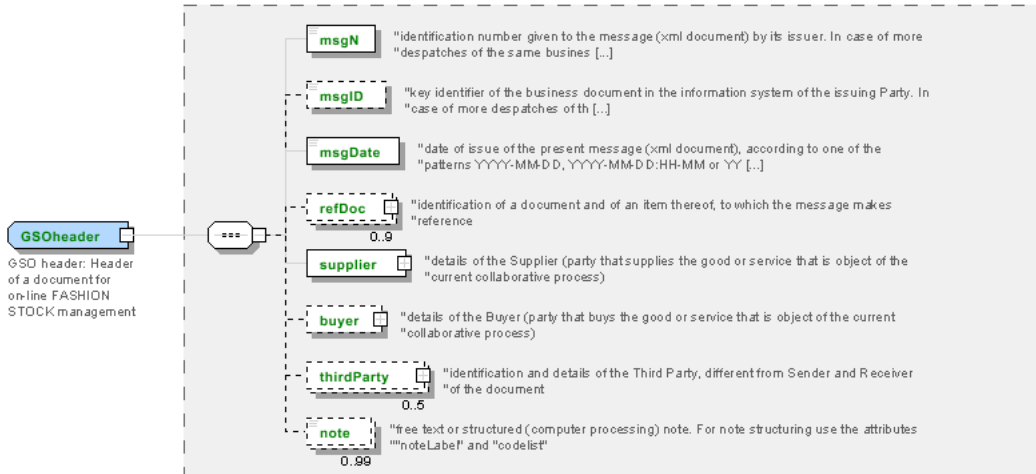 msgN
"identification number given to the message (xml document) by its issuer. In case of more
"despatches of the same busines [...]
msgID
"key identifier of the business document in the information system of the issuing Party. In
"case of more despatches of th [...]
msgDate
"date of issue of the present message (xml document), according to one of the
"patterns YYYY-MM-DD, YYYY-MM-DD:HH-MM or YY [...]
refDoc
"identification of a document and of an item thereof, to which the message makes
"reference
0..9
GSOheader
GSO header: Header
of a document for
on-line FASHION
STOCK management
supplier
"details of the Supplier (party that supplies the good or service that is object of the
"current collaborative process)
buyer
"details of the Buyer (party that buys the good or service that is object of the current
"collaborative process)
thirdParty
"identification and details of the Third Party, different from Sender and Receiver
"of the document
0..5
note
"free text or structured (computer processing) note. For note structuring use the attributes
""noteLabel" and "codelist"
0..99